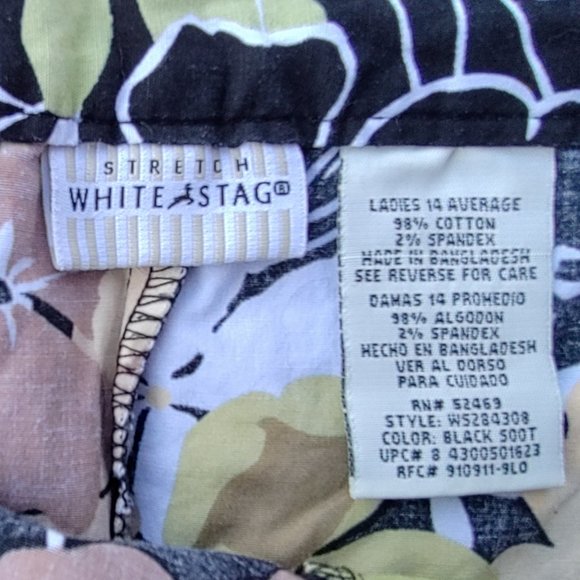 STRETCH
WHITE STAG®
LADIES 14 AVERAGE
98% COTTON
2% SPANDEX
MADE IN BANGLADESH
SEE REVERSE FOR CARE
DAMAS 14 PROMEDIO
98% ALGODON
2% SPANDEX
HECHO EN BANGLADESH
VER AL DORSO
PARA CUIDADO
RN# 52469
STYLE: WS284308
COLOR: BLACK SOOT
UPC# 8 4300501623
RFC# 910911-9L0